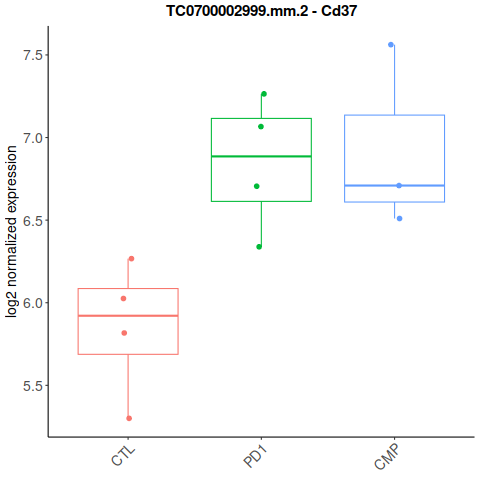 TC0700002999.mm.2 - Cd37
log2 normalized expression
7.5
7.0
6.5
6.0
5.5
CTL
PD1
CMP